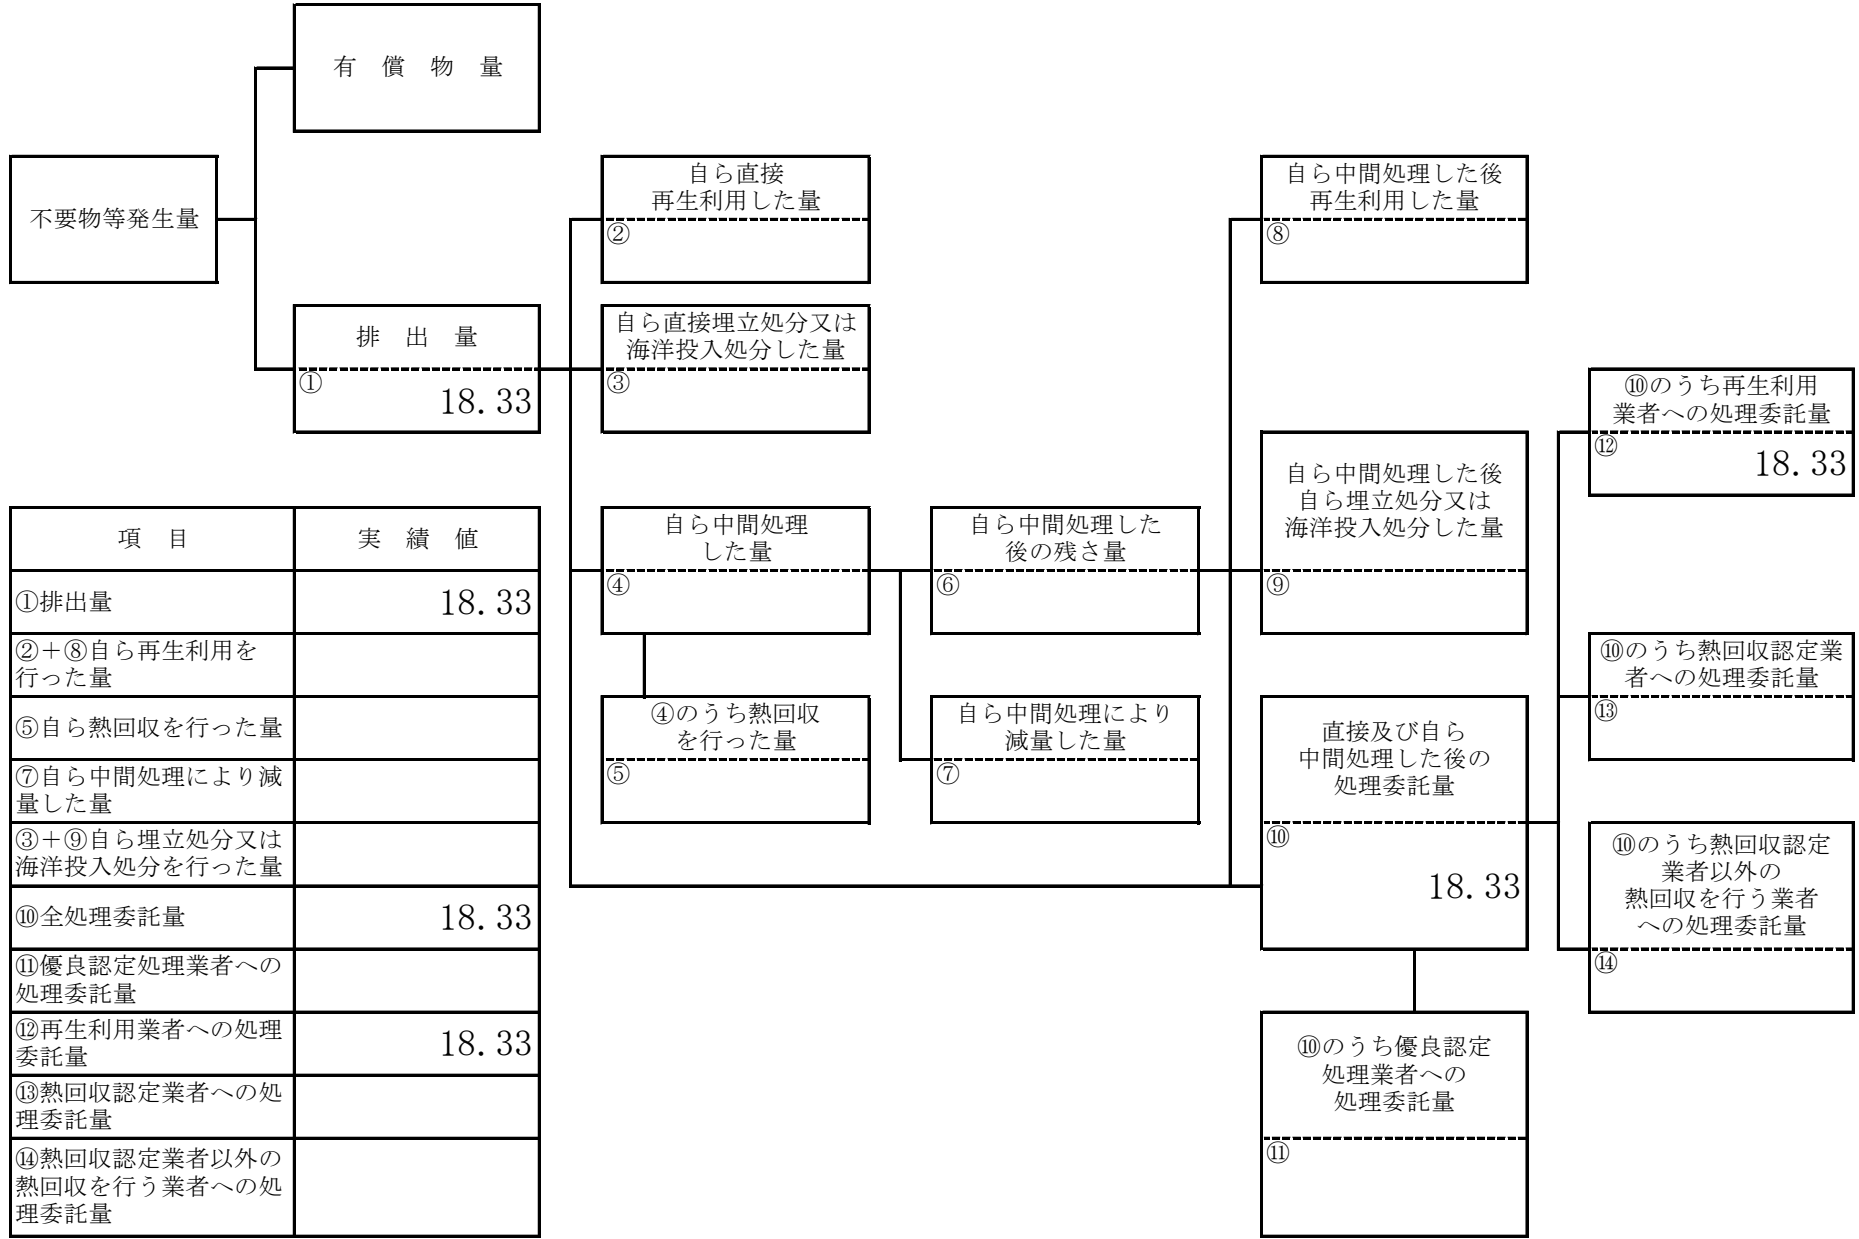 有　償　物　量
不要物等発生量
排　出　量
①
18.33
自ら直接
再生利用した量
②
自ら直接埋立処分又は
海洋投入処分した量
③
自ら中間処理
した量
④
④のうち熱回収
を行った量
⑤
自ら中間処理した
後の残さ量
⑥
自ら中間処理により
減量した量
⑦
自ら中間処理した後
再生利用した量
⑧
自ら中間処理した後
自ら埋立処分又は
海洋投入処分した量
⑨
直接及び自ら
中間処理した後の
処理委託量
⑩
18.33
⑩のうち優良認定
処理業者への
処理委託量
⑪
⑩のうち再生利用
業者への処理委託量
⑫
18.33
⑩のうち熱回収認定業
者への処理委託量
⑬
⑩のうち熱回収認定
業者以外の
熱回収を行う業者
への処理委託量
⑭
項　目　実　績　値
①排出量　18.33
②＋⑧自ら再生利用を
行った量
⑤自ら熱回収を行った量
⑦自ら中間処理により減
量した量
③＋⑨自ら埋立処分又は
海洋投入処分を行った量
⑩全処理委託量　18.33
⑪優良認定処理業者への
処理委託量
⑫再生利用業者への処理
委託量
18.33
⑬熱回収認定業者への処
理委託量
⑭熱回収認定業者以外の
熱回収を行う業者への処
理委託量